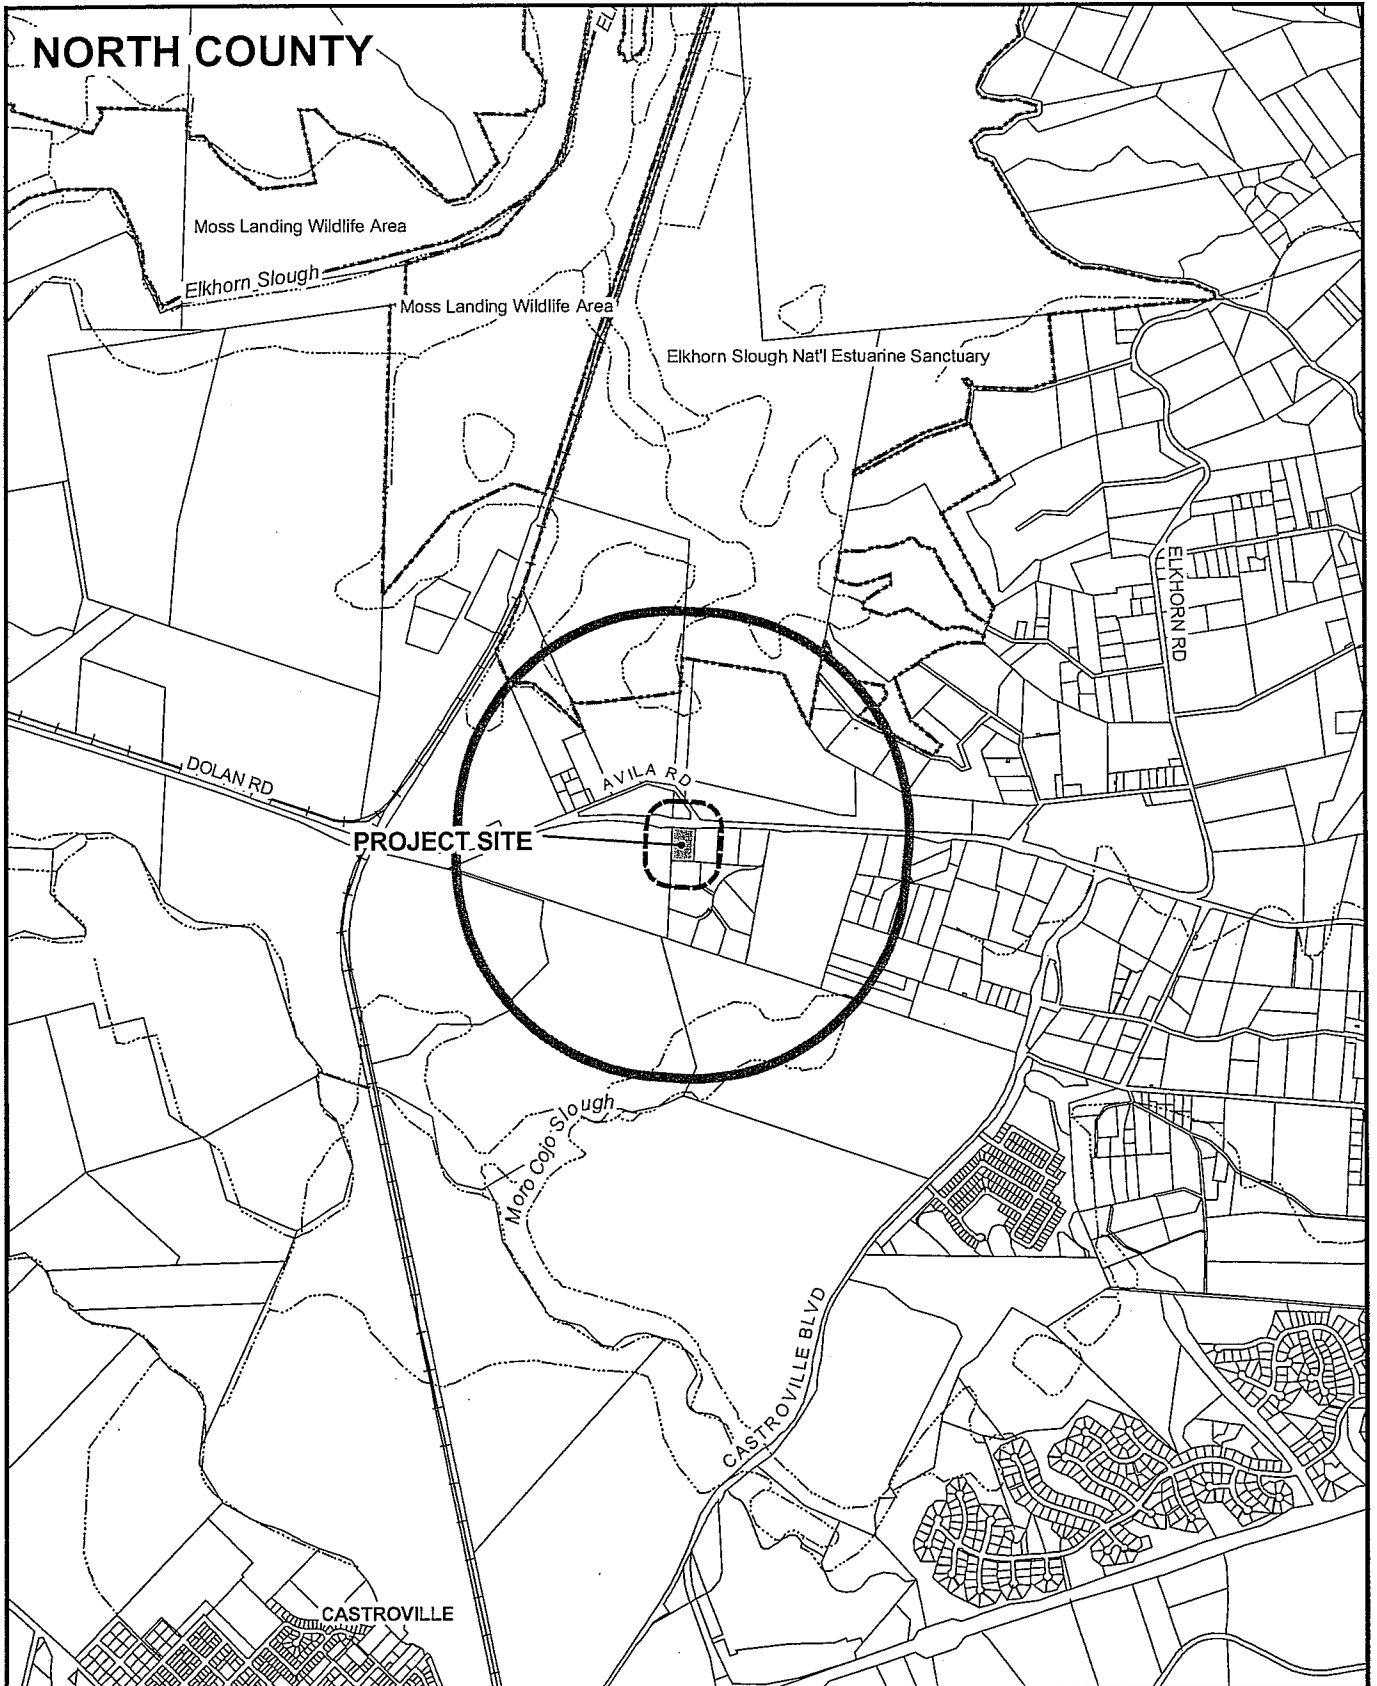 NORTH COUNTY
EL
Moss Landing Wildlife Area
Elkhorn Slough
Moss Landing Wildlife Area
Elkhorn Slough Nat'l Estuarine Sanctuary
ELKHORN RD
DOLAN RD
AVILA RD
PROJECT SITE
Moro Cojo Slough
CASTROVILLE BLVD
CASTROVILLE